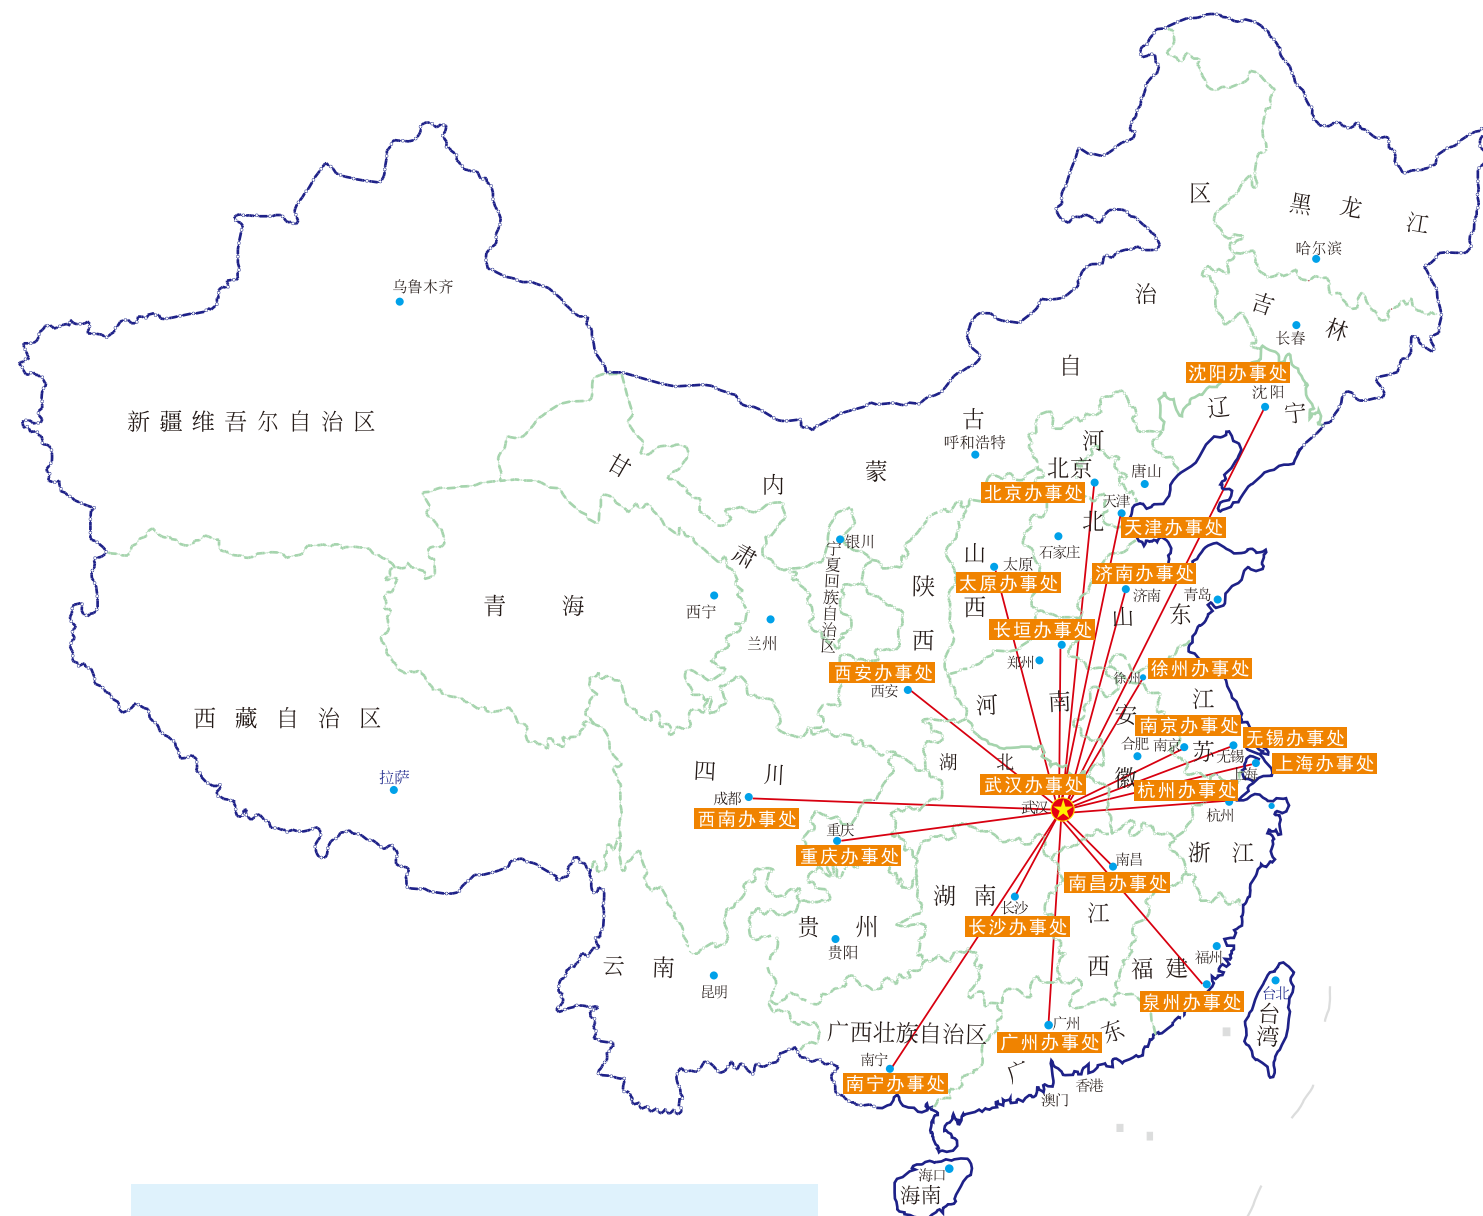 黑龙江
哈尔滨
内蒙古自治区
乌鲁木齐
吉林
长春
沈阳办事处
沈阳
辽宁
新疆维吾尔自治区
呼和浩特
河北
北京
北京办事处
唐山
天津
天津办事处
甘肃
银川
宁夏回族自治区
石家庄
山西
太原
太原办事处
济南办事处
济南
青岛
山东
青海
西宁
兰州
陕西
长垣办事处
郑州
西安办事处
西安
徐州办事处
徐州
河南
江苏
安徽
南京办事处
合肥
南京
无锡办事处
无锡
上海办事处
上海
西藏自治区
拉萨
四川
成都
西南办事处
湖北
武汉办事处
武汉
杭州办事处
杭州
重庆
重庆办事处
浙江
南昌
南昌办事处
湖南
长沙
长沙办事处
江西
贵州
贵阳
云南
昆明
福建
福州
泉州办事处
台北
台湾
广西壮族自治区
南宁
南宁办事处
广州
广州办事处
广东
香港
澳门
海口
海南